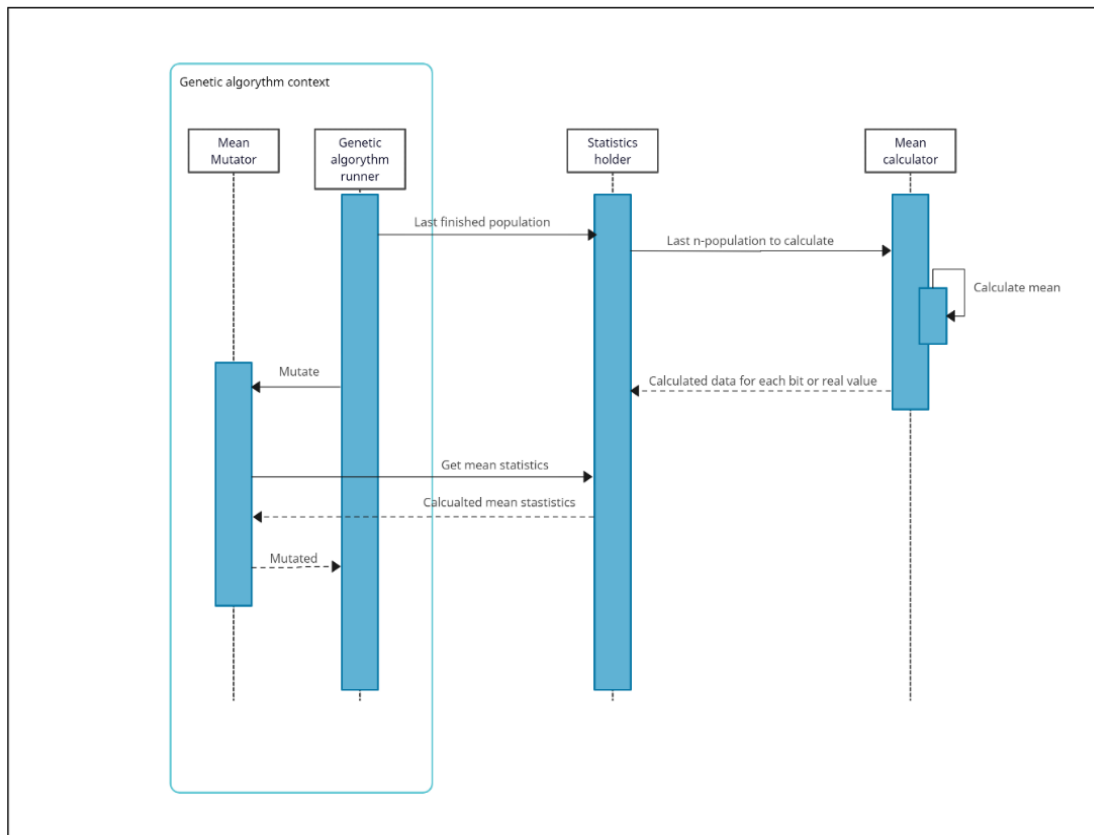 Genetic algorythm context
Mean
Mutator
Genetic
algorythm
runner
Statistics
holder
Mean
calculator
Last finished population
Last n-population to calculate
Calculate mean
Mutate
Calculated data for each bit or real value
Get mean statistics
Calcualted mean stastistics
Mutated